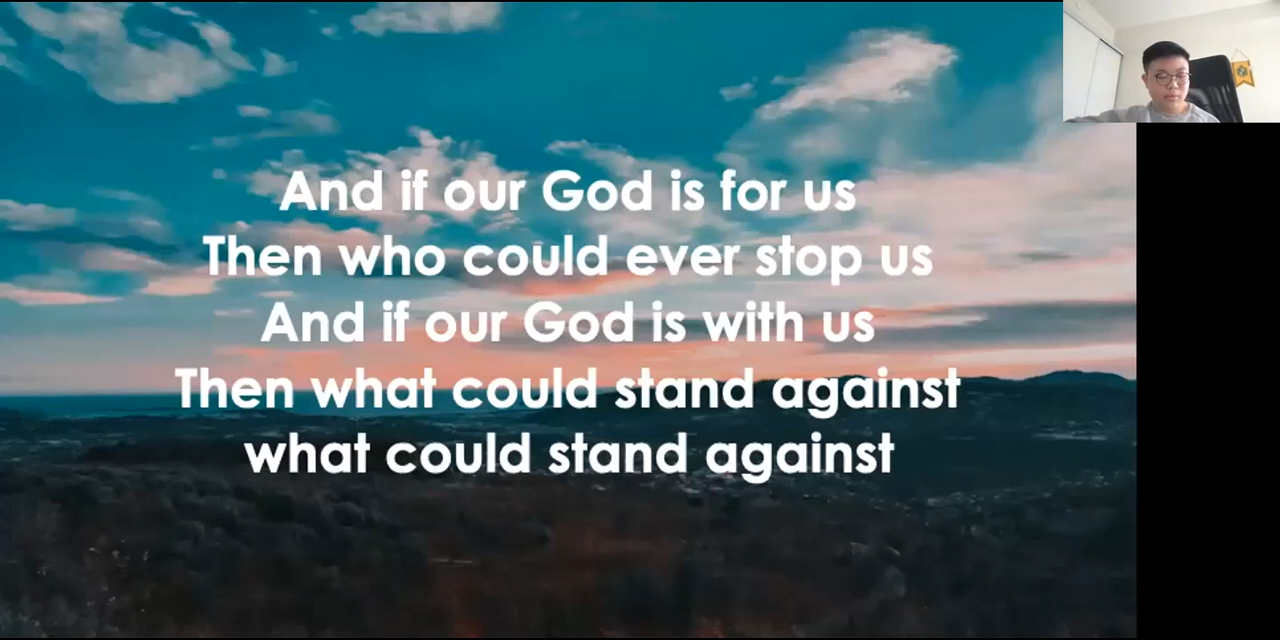 And if our God is for us
Then who could ever stop us
And if our God is with us
Then what could stand against
what could stand against